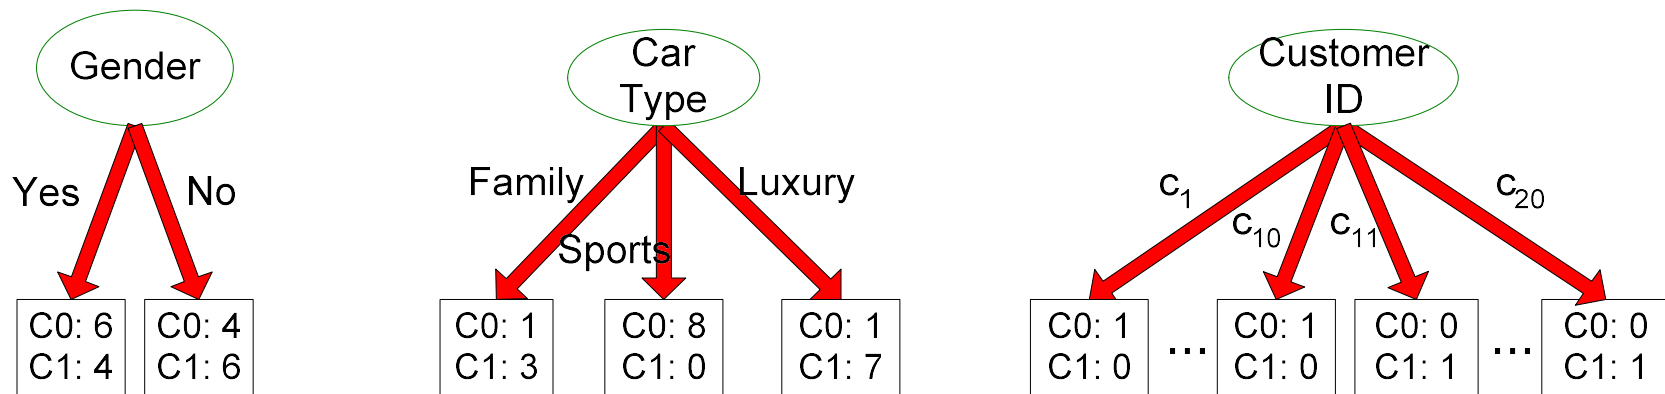 Gender
Yes
No
C0: 6
C1: 4
C0: 4
C1: 6
Car
Type
Family
Sports
Luxury
C0: 1
C1: 3
C0: 8
C1: 0
C0: 1
C1: 7
Customer
ID
c1
c10
c11
c20
C0: 1
C1: 0
...
C0: 1
C1: 0
C0: 0
C1: 1
...
C0: 0
C1: 1